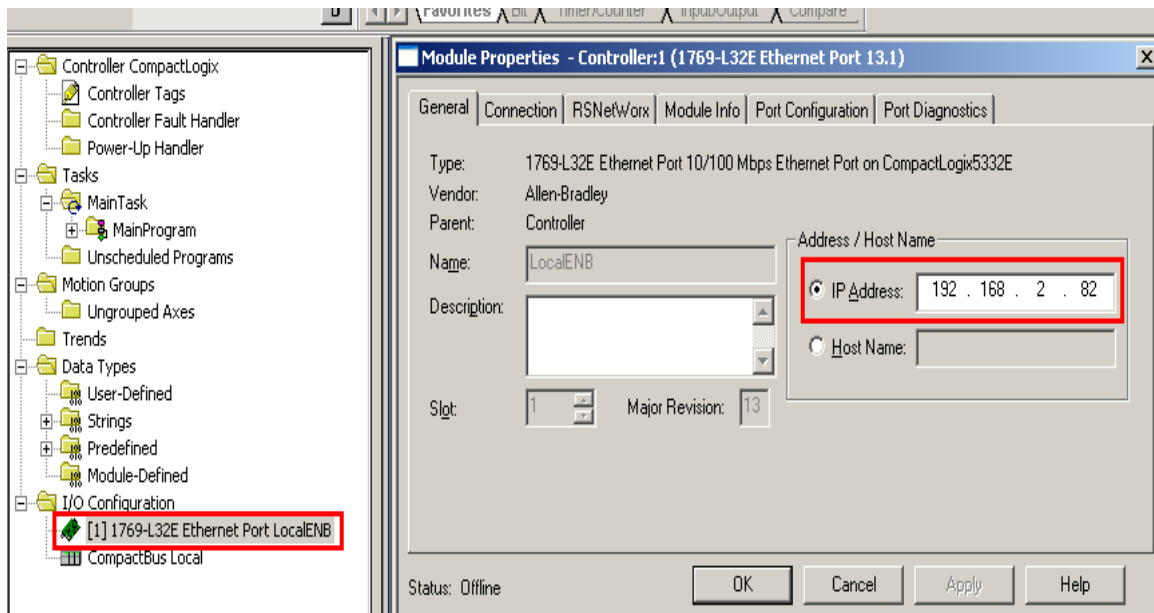 Favorites Bit Timer/Counter Input/Output Compare
Controller CompactLogix
Controller Tags
Controller Fault Handler
Power-Up Handler
Tasks
MainTask
MainProgram
Unscheduled Programs
Motion Groups
Ungrouped Axes
Trends
Data Types
User-Defined
Strings
Predefined
Module-Defined
I/O Configuration
[1] 1769-L32E Ethernet Port LocalENB
CompactBus Local
Module Properties - Controller:1 (1769-L32E Ethernet Port 13.1)
General Connection RSNetWorx Module Info Port Configuration Port Diagnostics
Type: 1769-L32E Ethernet Port 10/100 Mbps Ethernet Port on CompactLogix5332E
Vendor: Allen-Bradley
Parent: Controller
Name: LocalENB
Description:
Slot: 1 Major Revision: 13
Address / Host Name
IP Address: 192 . 168 . 2 . 82
Host Name:
Status: Offline
OK Cancel Apply Help